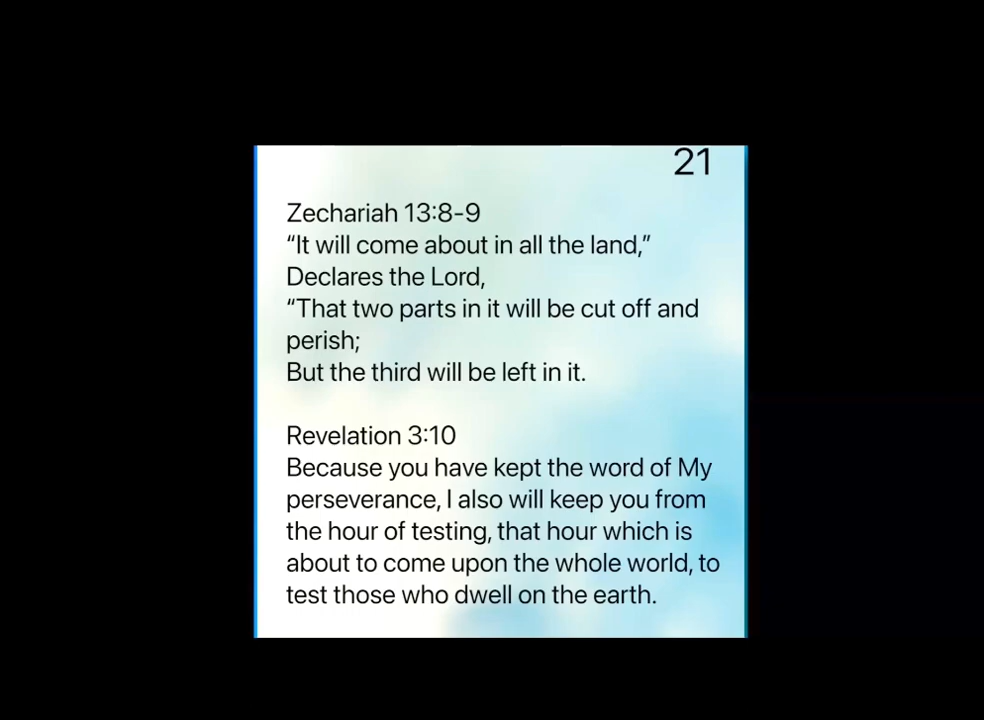 21
Zechariah 13:8-9
“It will come about in all the land,”
Declares the Lord,
“That two parts in it will be cut off and
perish;
But the third will be left in it.
Revelation 3:10
Because you have kept the word of My
perseverance, I also will keep you from
the hour of testing, that hour which is
about to come upon the whole world, to
test those who dwell on the earth.